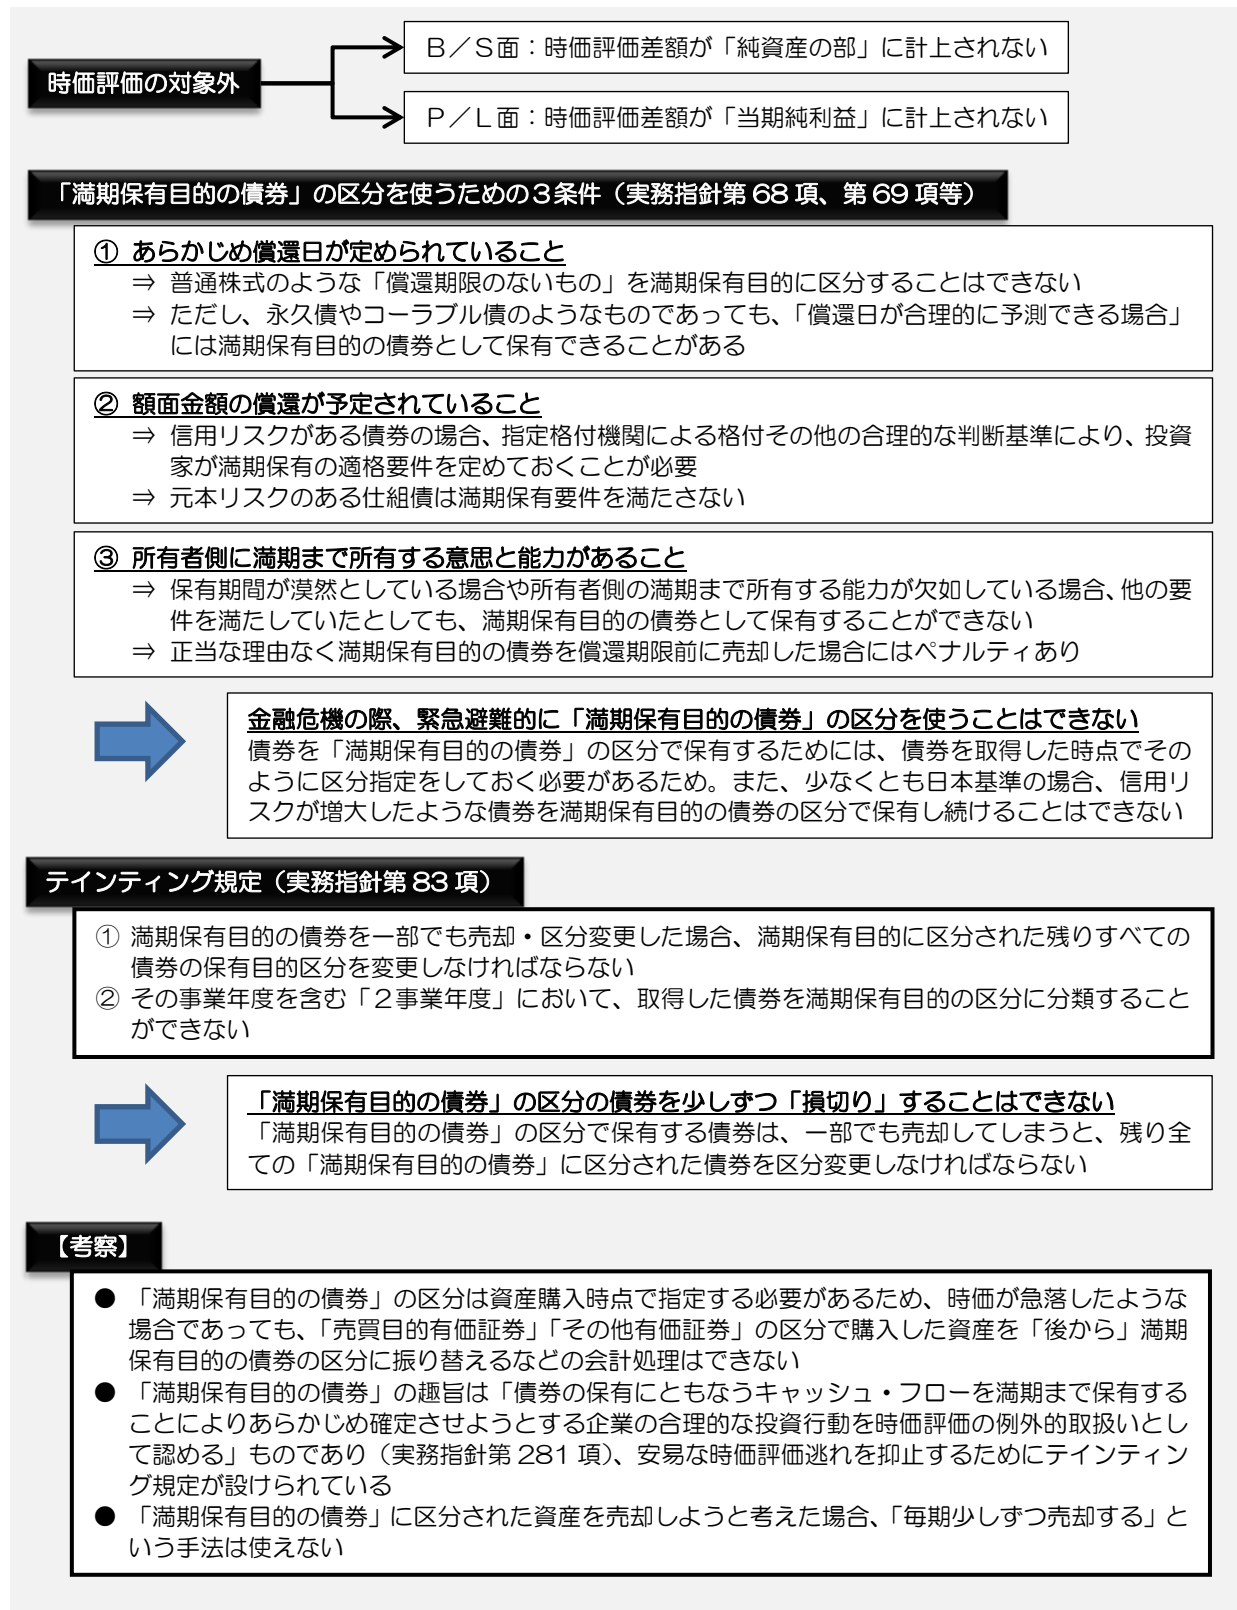 B／S面：時価評価差額が「純資産の部」に計上されない
時価評価の対象外
P／L面：時価評価差額が「当期純利益」に計上されない
「満期保有目的の債券」の区分を使うための３条件（実務指針第 68 項、第 69 項等）
① あらかじめ償還日が定められていること
⇒ 普通株式のような「償還期限のないもの」を満期保有目的に区分することはできない
⇒ ただし、永久債やコーラブル債のようなものであっても、「償還日が合理的に予測できる場合」
には満期保有目的の債券として保有できることがある
② 額面金額の償還が予定されていること
⇒ 信用リスクがある債券の場合、指定格付機関による格付その他の合理的な判断基準により、投資
家が満期保有の適格要件を定めておくことが必要
⇒ 元本リスクのある仕組債は満期保有要件を満たさない
③ 所有者側に満期まで所有する意思と能力があること
⇒ 保有期間が漠然としている場合や所有者側の満期まで所有する能力が欠如している場合、他の要
件を満たしていたとしても、満期保有目的の債券として保有することができない
⇒ 正当な理由なく満期保有目的の債券を償還期限前に売却した場合にはペナルティあり
金融危機の際、緊急避難的に「満期保有目的の債券」の区分を使うことはできない
債券を「満期保有目的の債券」の区分で保有するためには、債券を取得した時点でその
ように区分指定をしておく必要があるため。また、少なくとも日本基準の場合、信用リ
スクが増大したような債券を満期保有目的の債券の区分で保有し続けることはできない
テインティング規定（実務指針第 83 項）
① 満期保有目的の債券を一部でも売却・区分変更した場合、満期保有目的に区分された残りすべての
債券の保有目的区分を変更しなければならない
② その事業年度を含む「２事業年度」において、取得した債券を満期保有目的の区分に分類すること
ができない
「満期保有目的の債券」の区分の債券を少しずつ「損切り」することはできない
「満期保有目的の債券」の区分で保有する債券は、一部でも売却してしまうと、残り全
ての「満期保有目的の債券」に区分された債券を区分変更しなければならない
【考察】
● 「満期保有目的の債券」の区分は資産購入時点で指定する必要があるため、時価が急落したような
場合であっても、「売買目的有価証券」「その他有価証券」の区分で購入した資産を「後から」満期
保有目的の債券の区分に振り替えるなどの会計処理はできない
● 「満期保有目的の債券」の趣旨は「債券の保有にともなうキャッシュ・フローを満期まで保有する
ことによりあらかじめ確定させようとする企業の合理的な投資行動を時価評価の例外的取扱いとし
て認める」ものであり（実務指針第 281 項）、安易な時価評価逃れを抑止するためにテインティン
グ規定が設けられている
● 「満期保有目的の債券」に区分された資産を売却しようと考えた場合、「毎期少しずつ売却する」と
いう手法は使えない